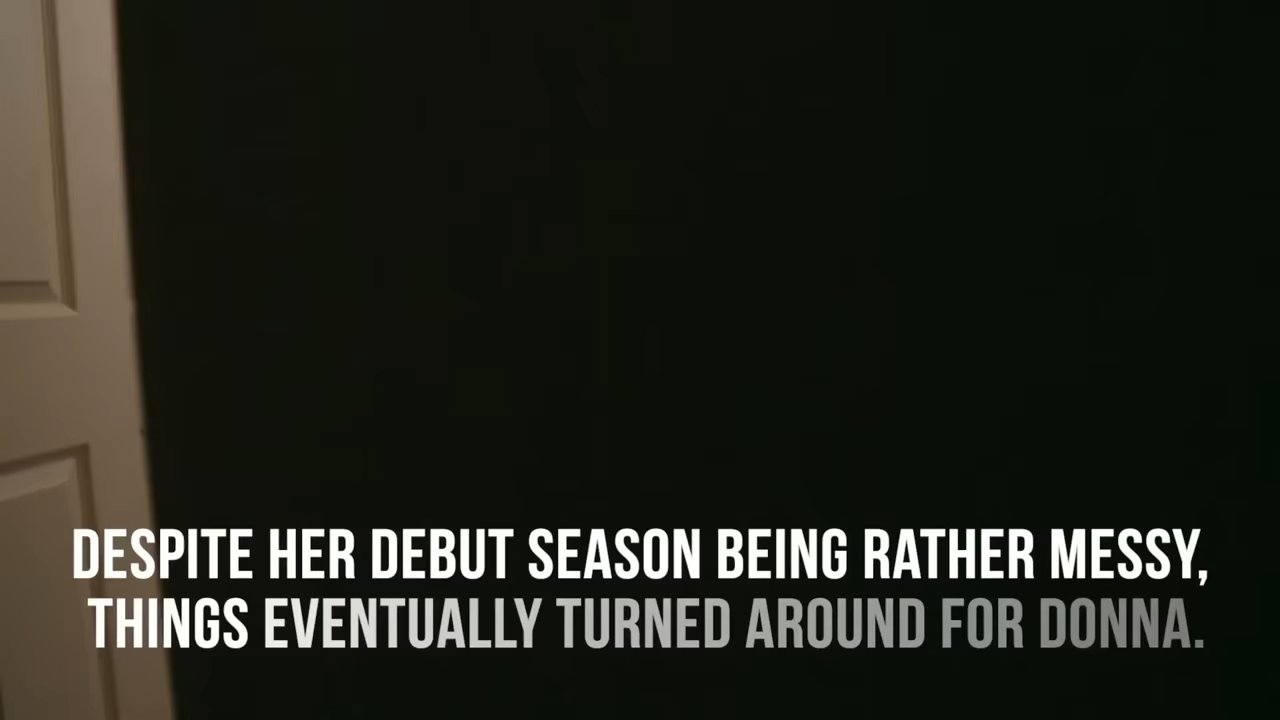 DESPITE HER DEBUT SEASON BEING RATHER MESSY,
THINGS EVENTUALLY TURNED AROUND FOR DONNA.